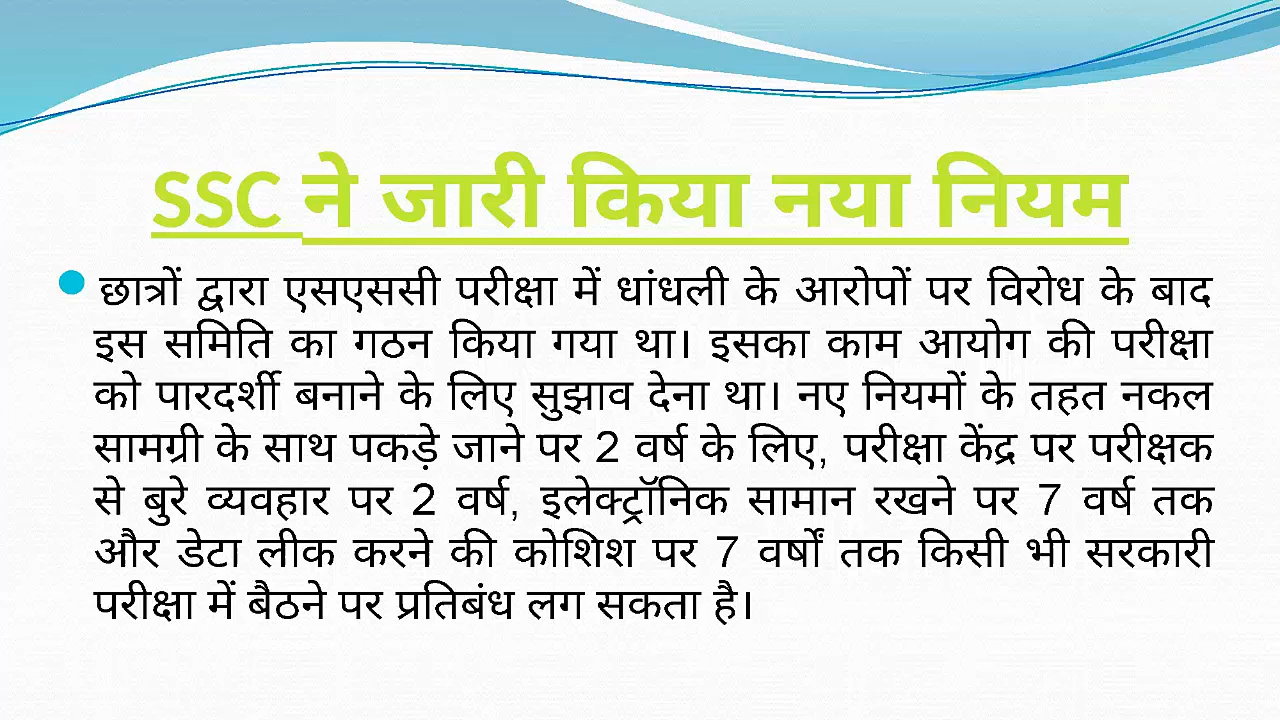 SSC ने जारी किया नया नियम
छात्रों द्वारा एसएससी परीक्षा में धांधली के आरोपों पर विरोध के बाद
इस समिति का गठन किया गया था। इसका काम आयोग की परीक्षा
को पारदर्शी बनाने के लिए सुझाव देना था। नए नियमों के तहत नकल
सामग्री के साथ पकड़े जाने पर 2 वर्ष के लिए, परीक्षा केंद्र पर परीक्षक
से बुरे व्यवहार पर 2 वर्ष, इलेक्ट्रॉनिक सामान रखने पर 7 वर्ष तक
और डेटा लीक करने की कोशिश पर 7 वर्षों तक किसी भी सरकारी
परीक्षा में बैठने पर प्रतिबंध लग सकता है।